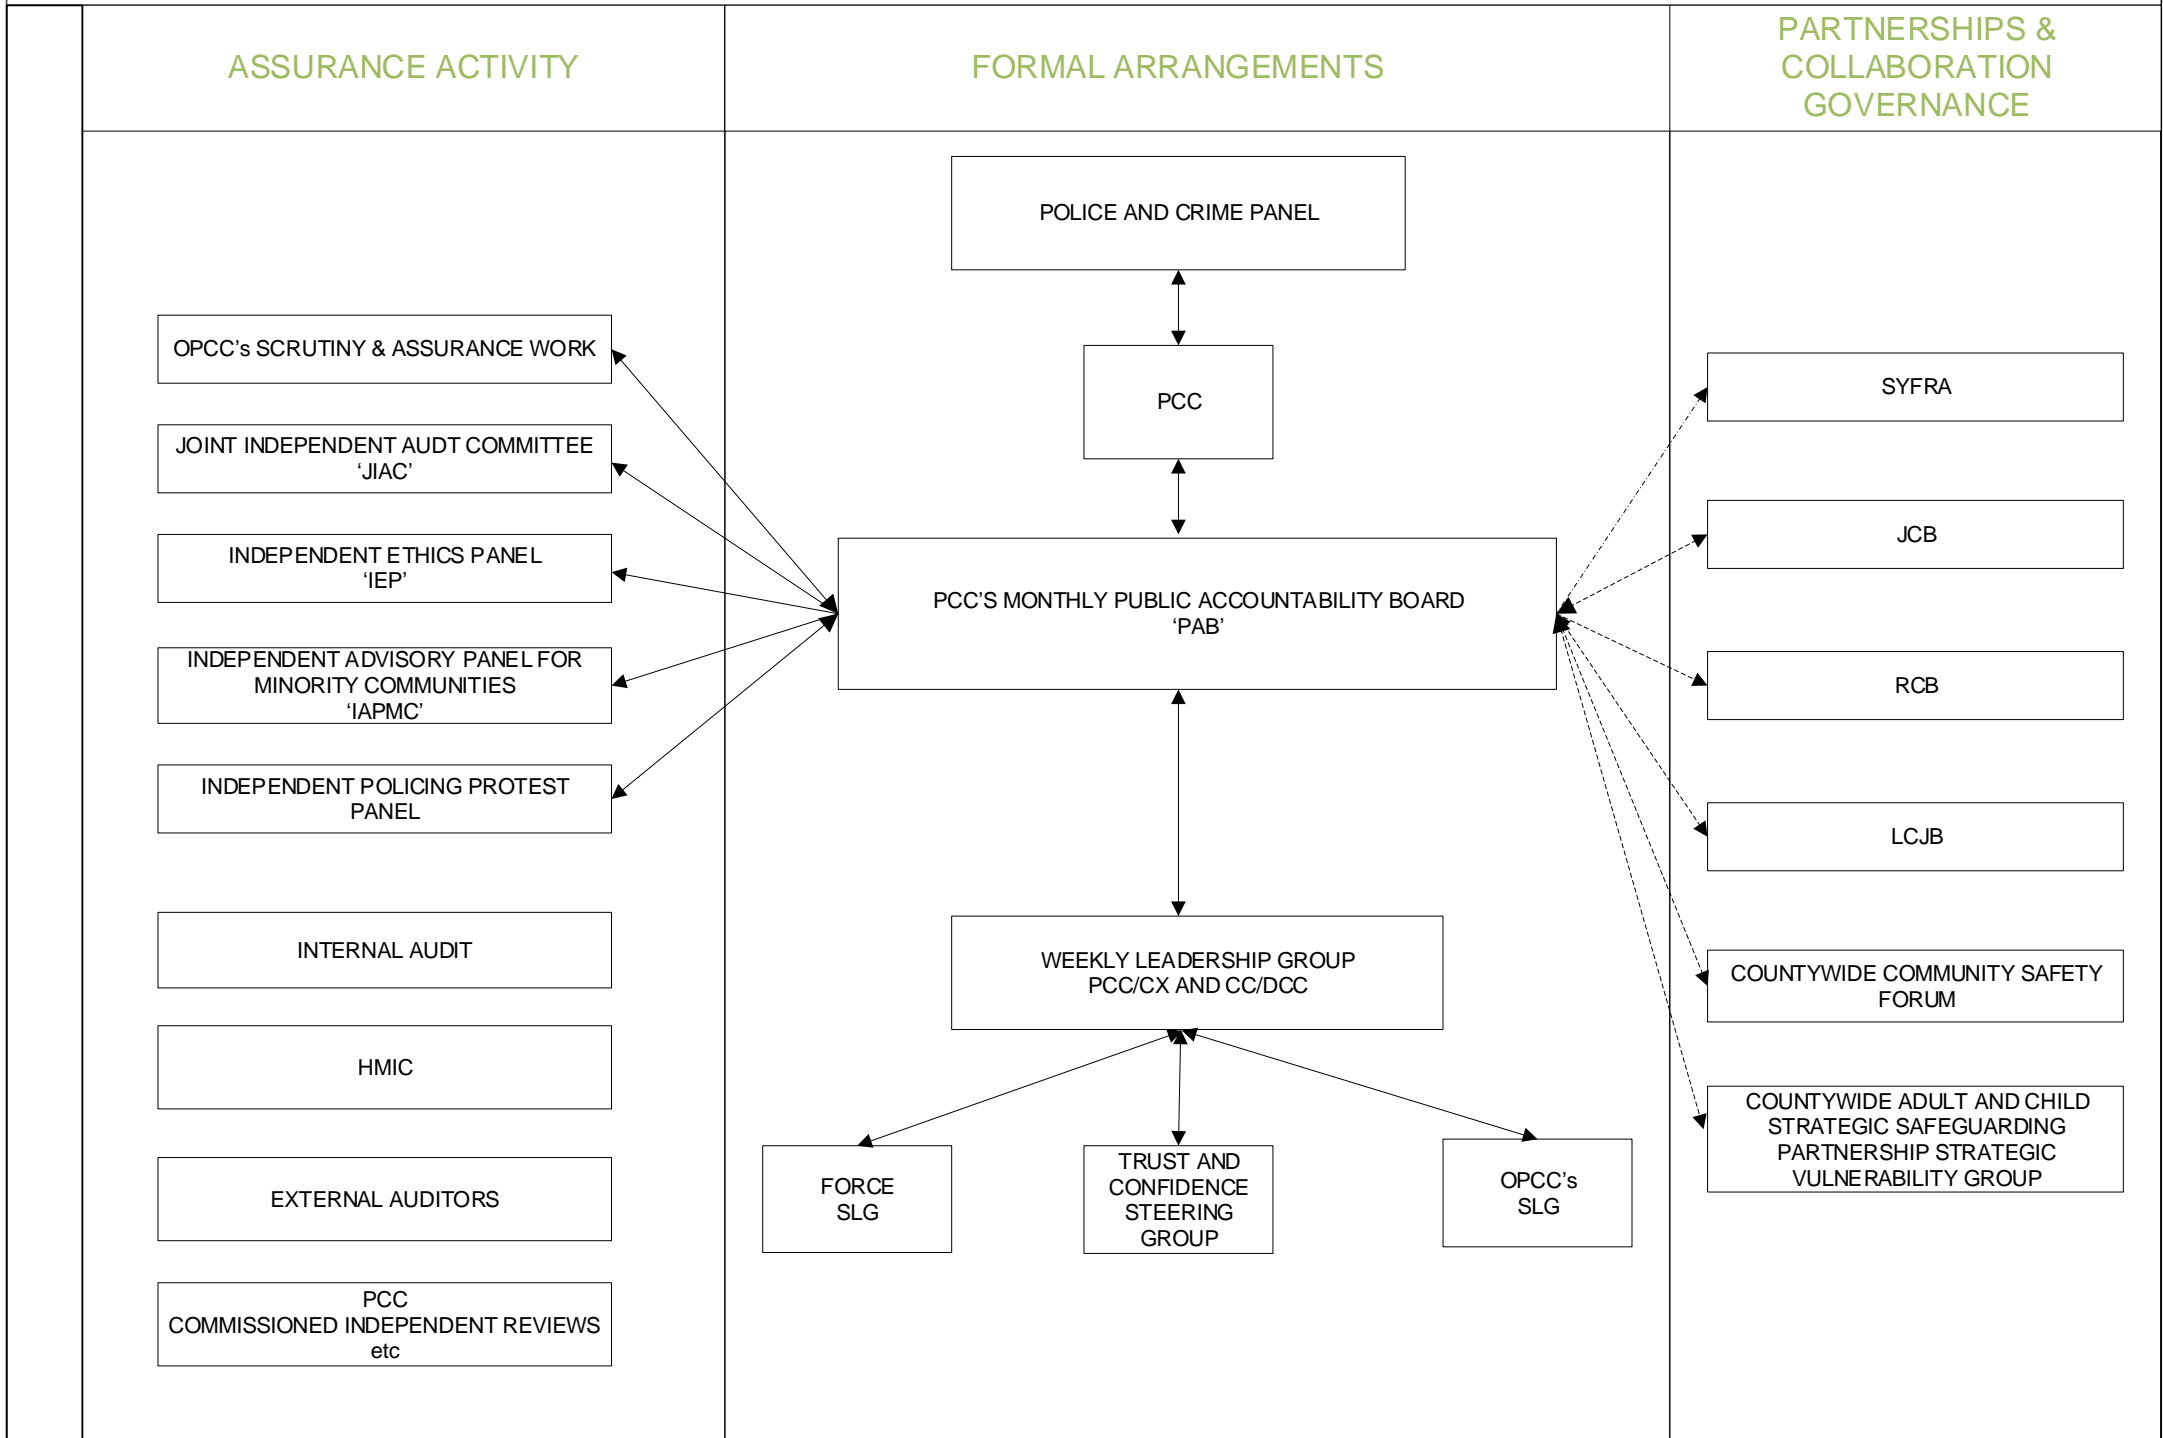 ASSURANCE ACTIVITY
FORMAL ARRANGEMENTS
PARTNERSHIPS &
COLLABORATION
GOVERNANCE
OPCC's SCRUTINY & ASSURANCE WORK
JOINT INDEPENDENT AUDT COMMITTEE
‘JIAC’
INDEPENDENT ETHICS PANEL
‘IEP’
INDEPENDENT ADVISORY PANEL FOR
MINORITY COMMUNITIES
‘IAPMC’
INDEPENDENT POLICING PROTEST
PANEL
INTERNAL AUDIT
HMIC
EXTERNAL AUDITORS
PCC
COMMISSIONED INDEPENDENT REVIEWS
etc
POLICE AND CRIME PANEL
PCC
PCC’S MONTHLY PUBLIC ACCOUNTABILITY BOARD
‘PAB’
WEEKLY LEADERSHIP GROUP
PCC/CX AND CC/DCC
FORCE
SLG
TRUST AND
CONFIDENCE
STEERING
GROUP
OPCC's
SLG
SYFRA
JCB
RCB
LCJB
COUNTYWIDE COMMUNITY SAFETY
FORUM
COUNTYWIDE ADULT AND CHILD
STRATEGIC SAFEGUARDING
PARTNERSHIP STRATEGIC
VULNERABILITY GROUP